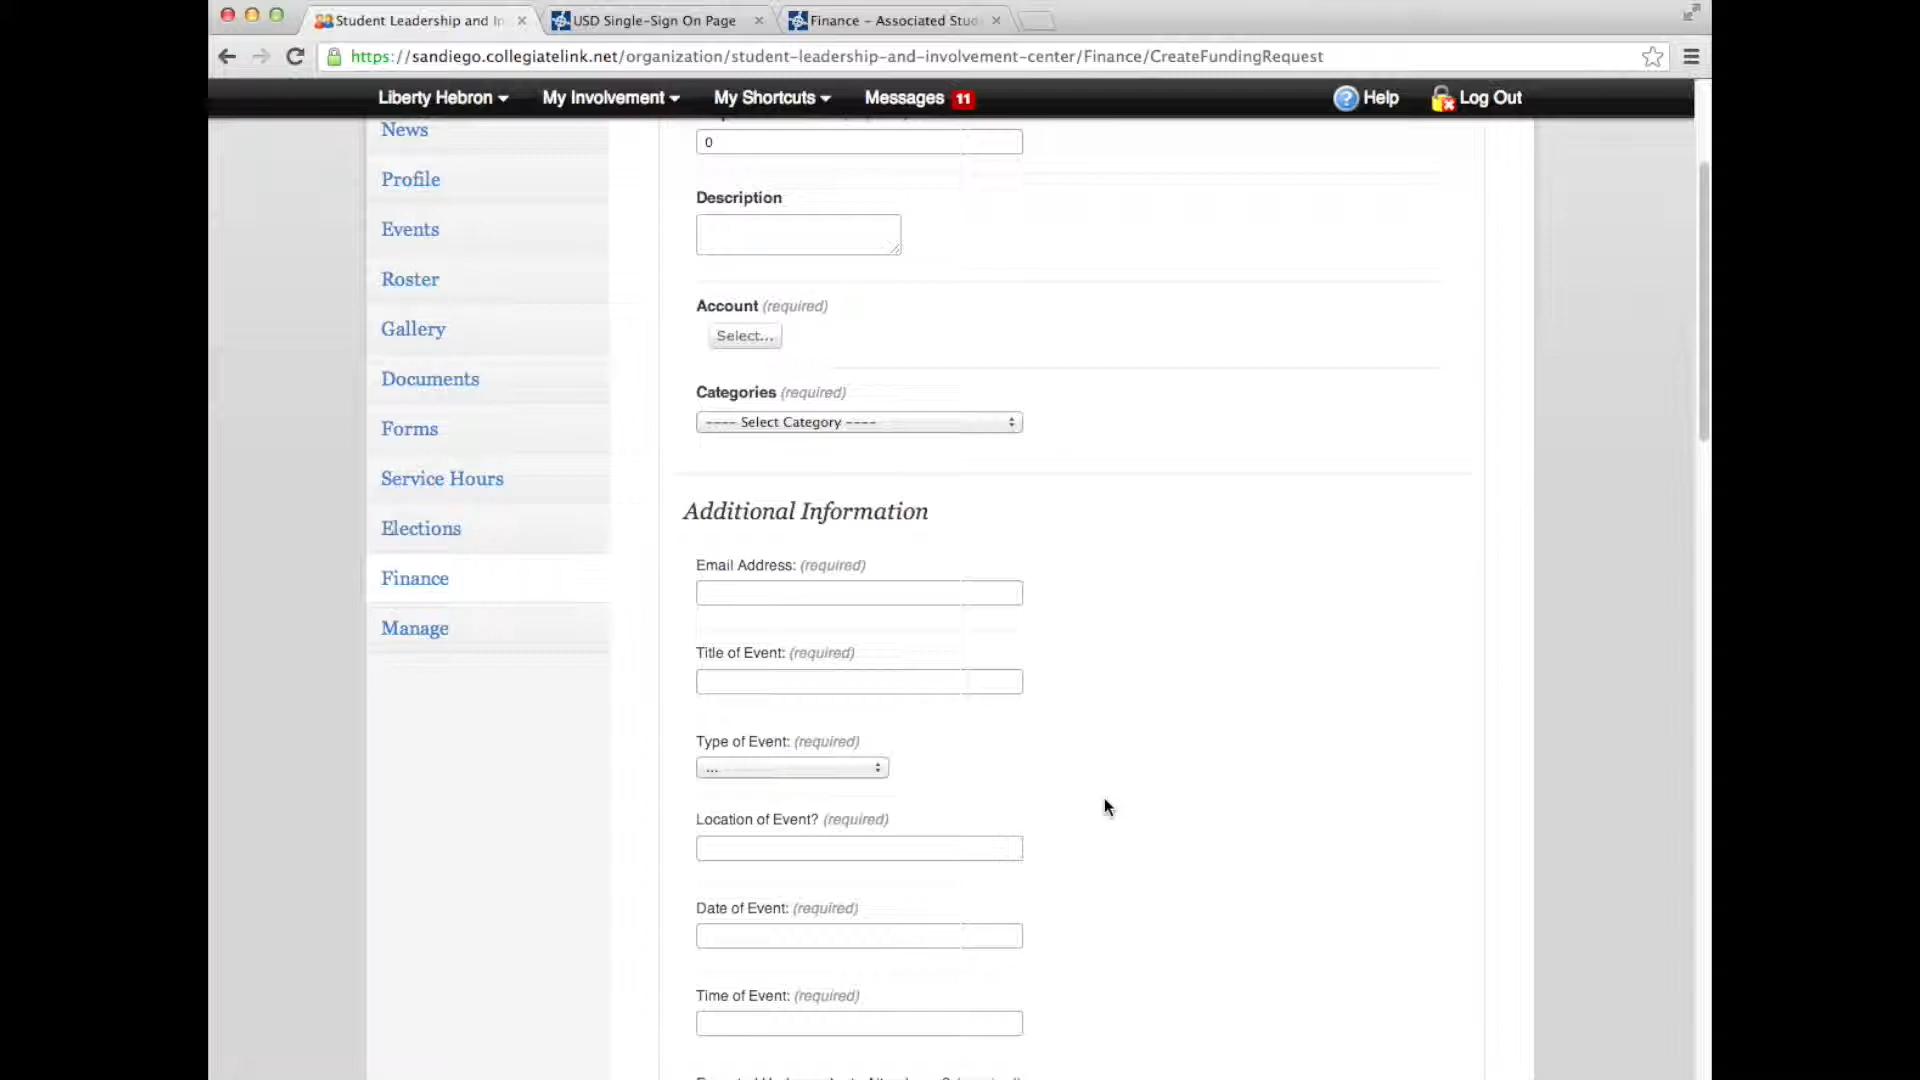 Student Leadership and In
USD Single-Sign On Page
Finance – Associated Stud
https://sandiego.collegiatelink.net/organization/student-leadership-and-involvement-center/Finance/CreateFundingRequest
Liberty Hebron
My Involvement
My Shortcuts
Messages 11
Help
Log Out
News
Profile
Events
Roster
Gallery
Documents
Forms
Service Hours
Elections
Finance
Manage
0
Description
Account (required)
Select...
Categories (required)
---- Select Category ----
Additional Information
Email Address: (required)
Title of Event: (required)
Type of Event: (required)
...
Location of Event? (required)
Date of Event: (required)
Time of Event: (required)